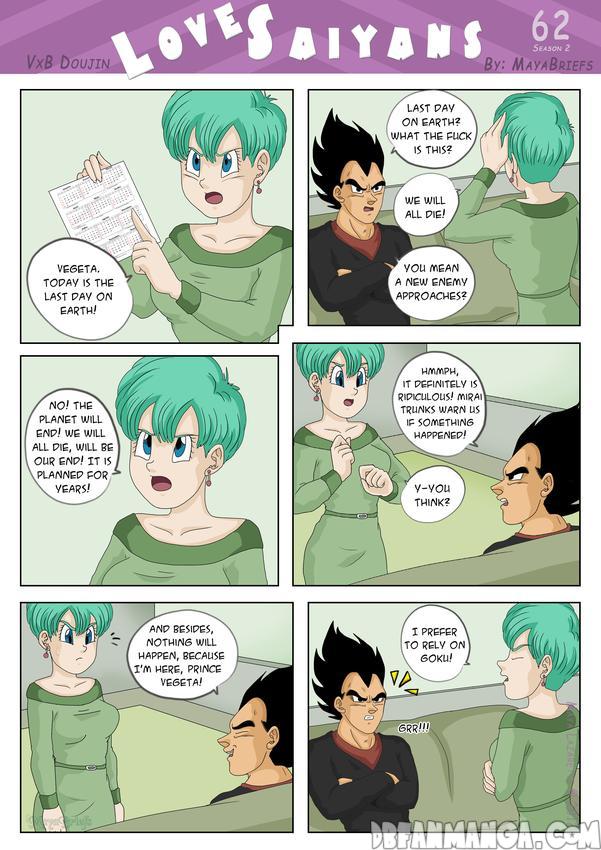 VxB Doujin
Love Saiyans
62
Season 2
By: MayaBriefs
VEGETA.
TODAY IS THE
LAST DAY ON
EARTH!
LAST DAY
ON EARTH?
WHAT THE FUCK
IS THIS?
WE WILL
ALL DIE!
YOU MEAN
A NEW ENEMY
APPROACHES?
NO! THE
PLANET WILL
END! WE WILL
ALL DIE, WILL BE
OUR END! IT IS
PLANNED FOR
YEARS!
HMMPH,
IT DEFINITELY IS
RIDICULOUS! MIRAI
TRUNKS WARN US
IF SOMETHING
HAPPENED!
Y-YOU
THINK?
AND BESIDES,
NOTHING WILL
HAPPEN, BECAUSE
I'M HERE, PRINCE
VEGETA!
I PREFER
TO RELY ON
GOKU!
GRR!!!
DBFANMANGA.COM